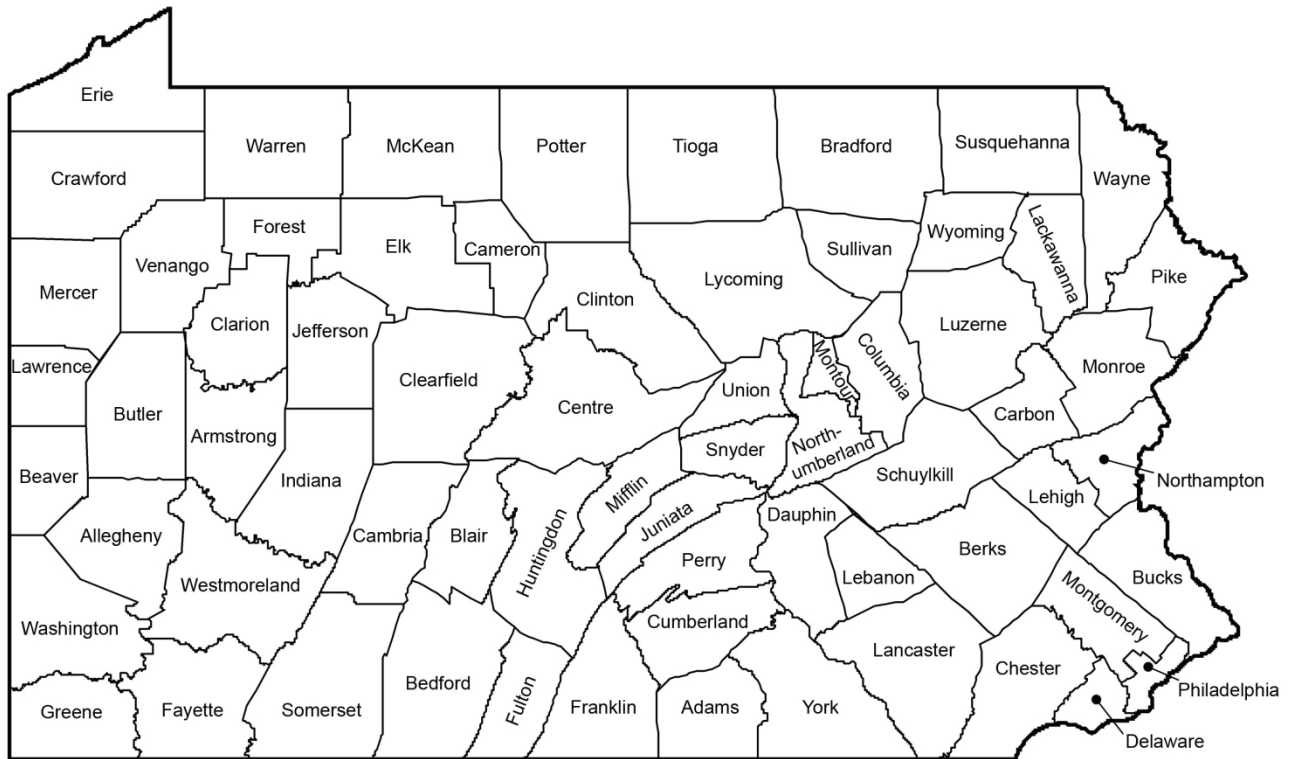 Erie
Warren
McKean
Potter
Tioga
Bradford
Susquehanna
Wayne
Crawford
Forest
Elk
Cameron
Venango
Mercer
Clarion
Jefferson
Clinton
Lycoming
Sullivan
Wyoming
Lackawanna
Pike
Luzerne
Lawrence
Butler
Clearfield
Centre
Union
Montour
Columbia
Monroe
Carbon
Armstrong
Beaver
Indiana
Snyder
North-
umberland
Schuylkill
Northampton
Lehigh
Allegheny
Westmoreland
Cambria
Blair
Huntingdon
Mifflin
Juniata
Perry
Dauphin
Lebanon
Berks
Bucks
Montgomery
Washington
Cumberland
Lancaster
Chester
Philadelphia
Delaware
Greene
Fayette
Somerset
Bedford
Fulton
Franklin
Adams
York